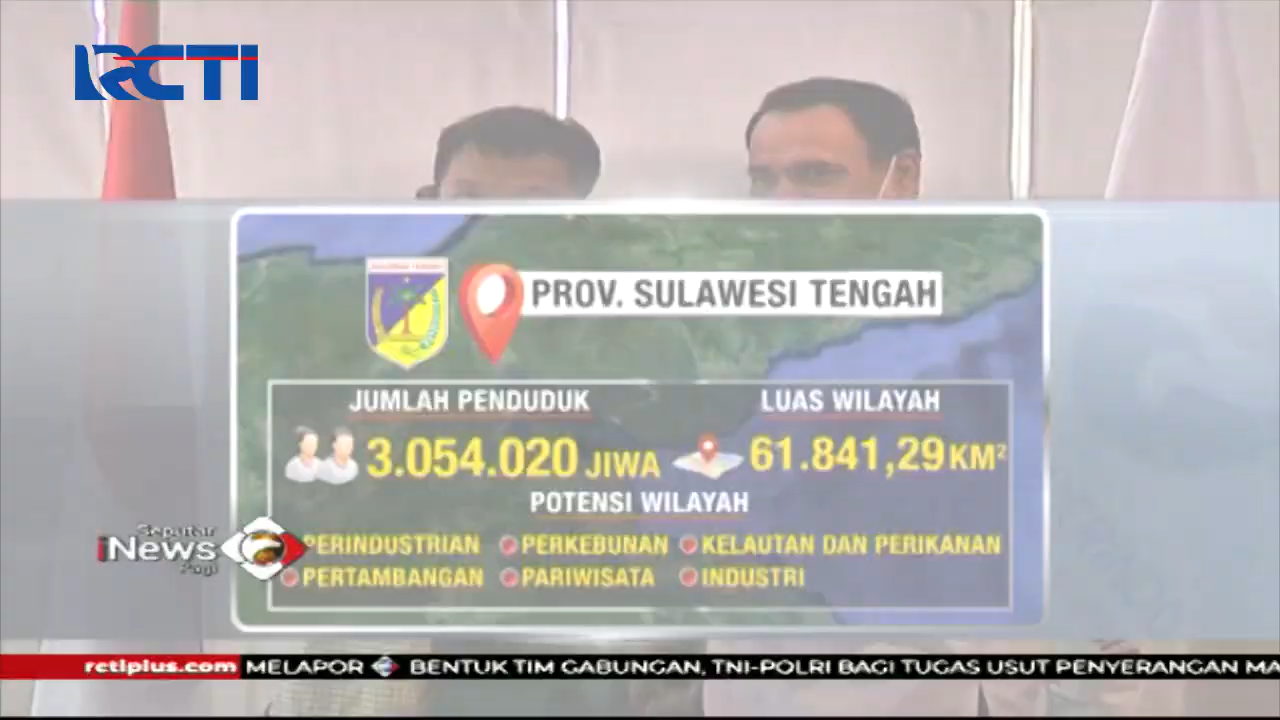 RCTI
PROV. SULAWESI TENGAH
JUMLAH PENDUDUK
LUAS WILAYAH
3.054.020 JIWA
61.841,29 KM²
POTENSI WILAYAH
PERINDUSTRIAN
PERKEBUNAN
KELAUTAN DAN PERIKANAN
PERTAMBANGAN
PARIWISATA
INDUSTRI
Seputar
iNews
Pagi
rctiplus.com
MELAPOR BENTUK TIM GABUNGAN, TNI-POLRI BAGI TUGAS USUT PENYERANGAN MA